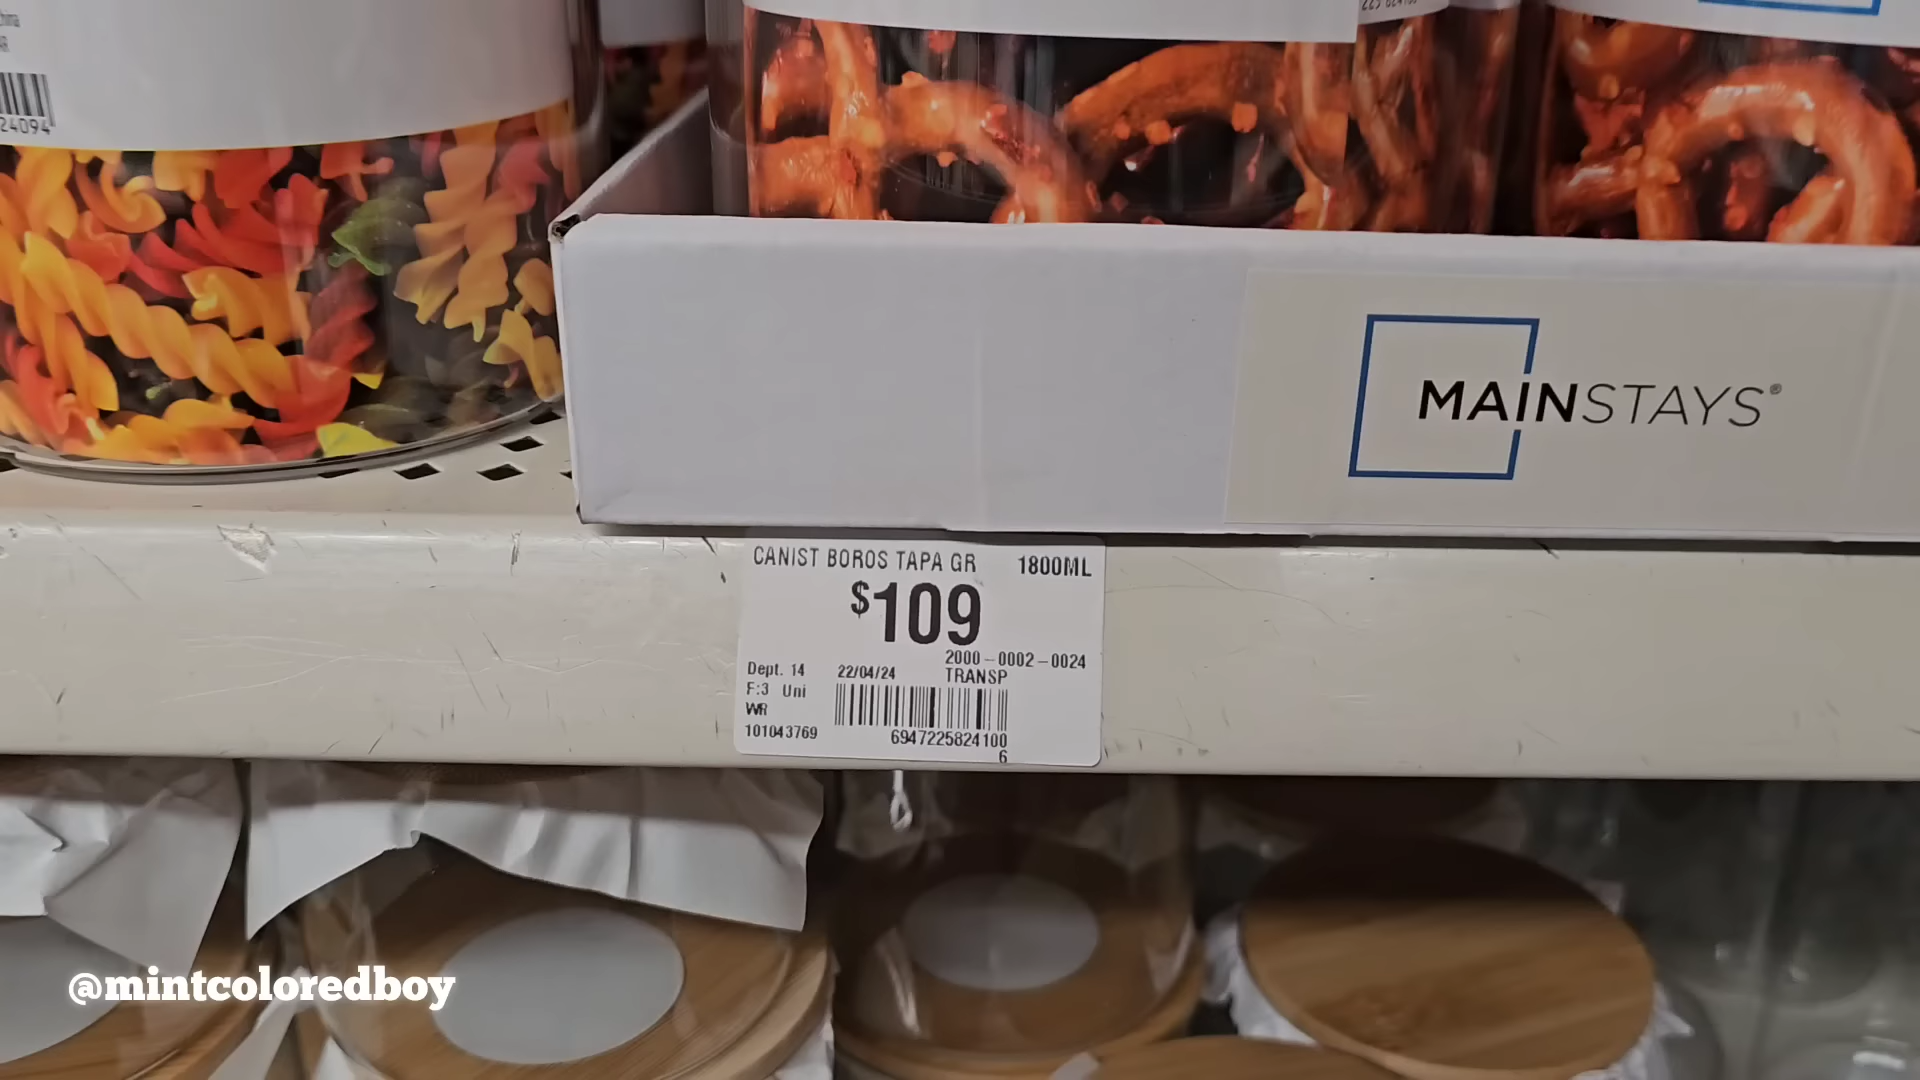 24094
MAINSTAYS®
CANIST BOROS TAPA GR 1800ML
$109
2000-0002-0024
Dept. 14 22/04/24 TRANSP
F:3 Uni
WR
101043769 6947225824100
6
@mintcoloredboy